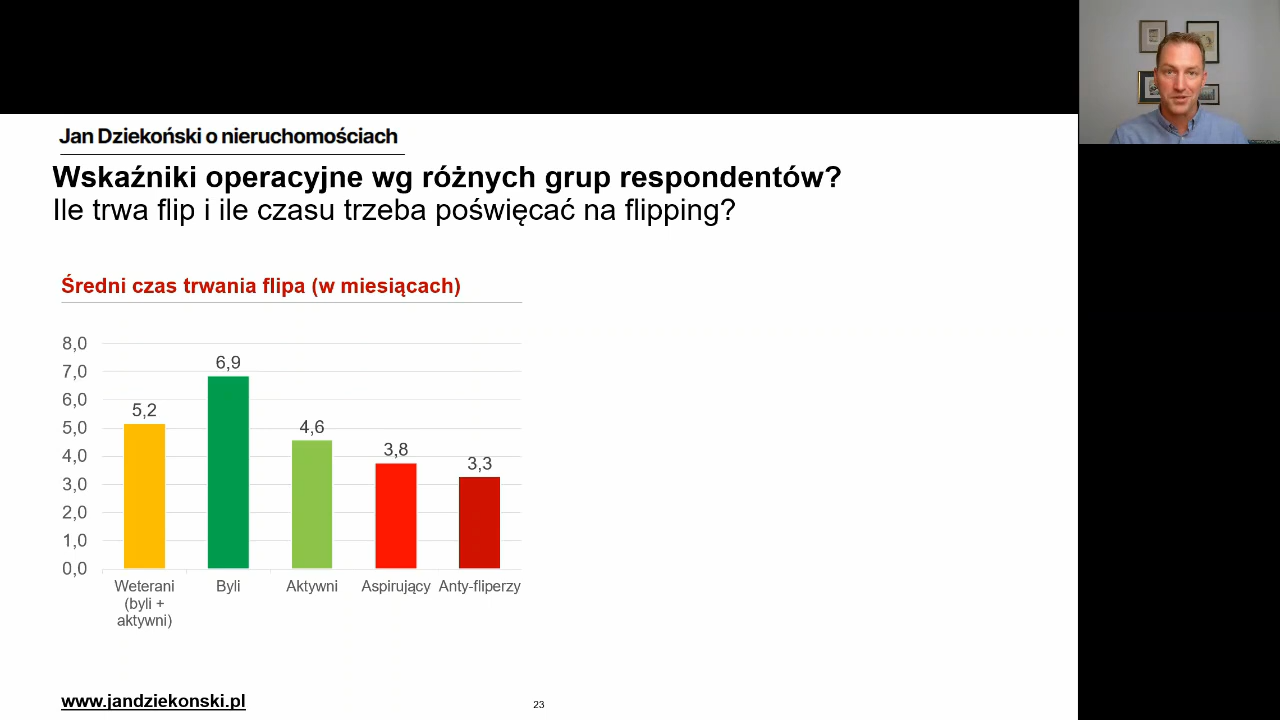 Jan Dziekoński o nieruchomościach
Wskaźniki operacyjne wg różnych grup respondentów?
Ile trwa flip i ile czasu trzeba poświęcać na flipping?
Średni czas trwania flipa (w miesiącach)
8,0
7,0
6,0
5,0
4,0
3,0
2,0
1,0
0,0
5,2
6,9
4,6
3,8
3,3
Weterani
(byli +
aktywni)
Byli
Aktywni
Aspirujący
Anty-fliperzy
www.jandziekonski.pl
23